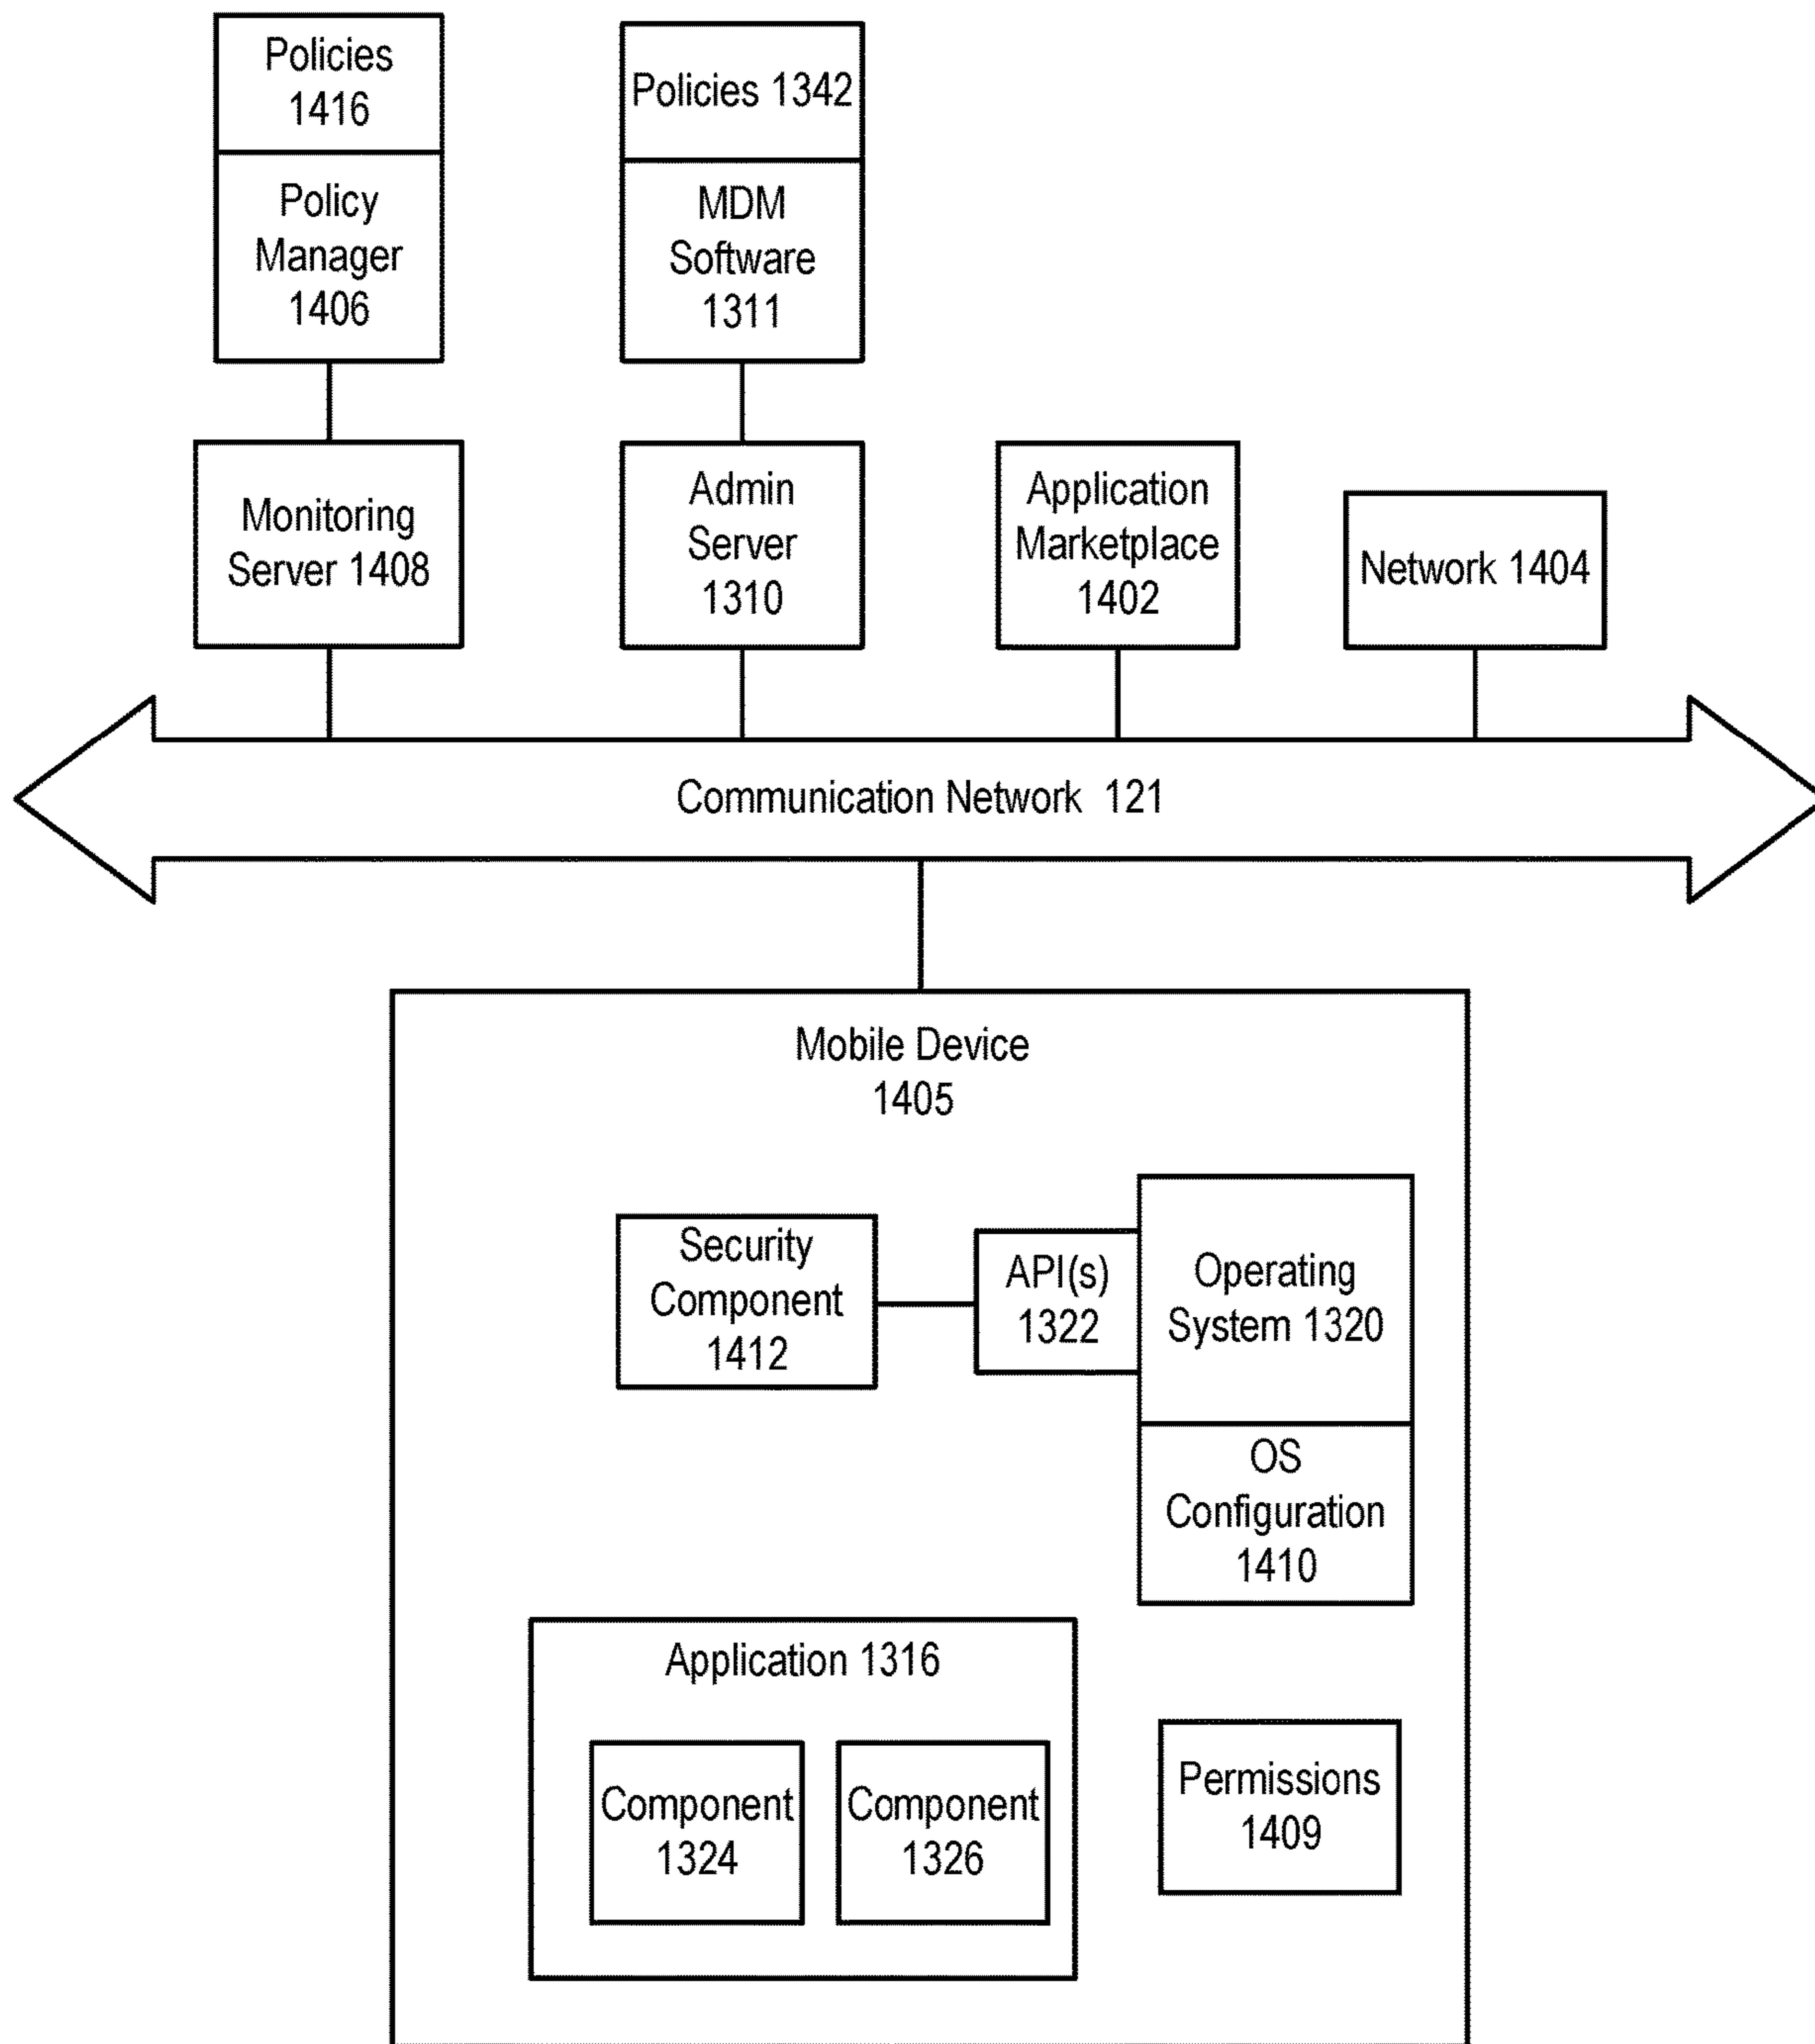 Policies
1416
Policy
Manager
1406
Policies 1342
MDM
Software
1311
Monitoring
Server 1408
Admin
Server
1310
Application
Marketplace
1402
Network 1404
Communication Network 121
Mobile Device
1405
Security
Component
1412
API(s)
1322
Operating
System 1320
OS
Configuration
1410
Application 1316
Component
1324
Component
1326
Permissions
1409